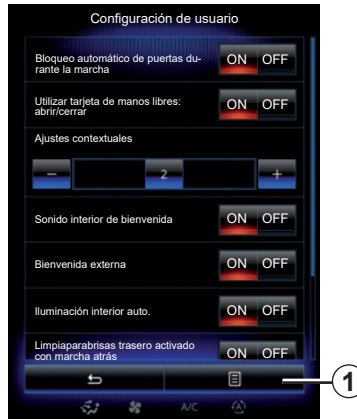 Configuración de usuario
Bloqueo automático de puertas du-
rante la marcha
ON OFF
Utilizar tarjeta de manos libres:
abrir/cerrar
ON OFF
Ajustes contextuales
− 2 +
Sonido interior de bienvenida
ON OFF
Bienvenida externa
ON OFF
Iluminación interior auto.
ON OFF
Limpiaparabrisas trasero activado
con marcha atrás
ON OFF
1
A/C
A